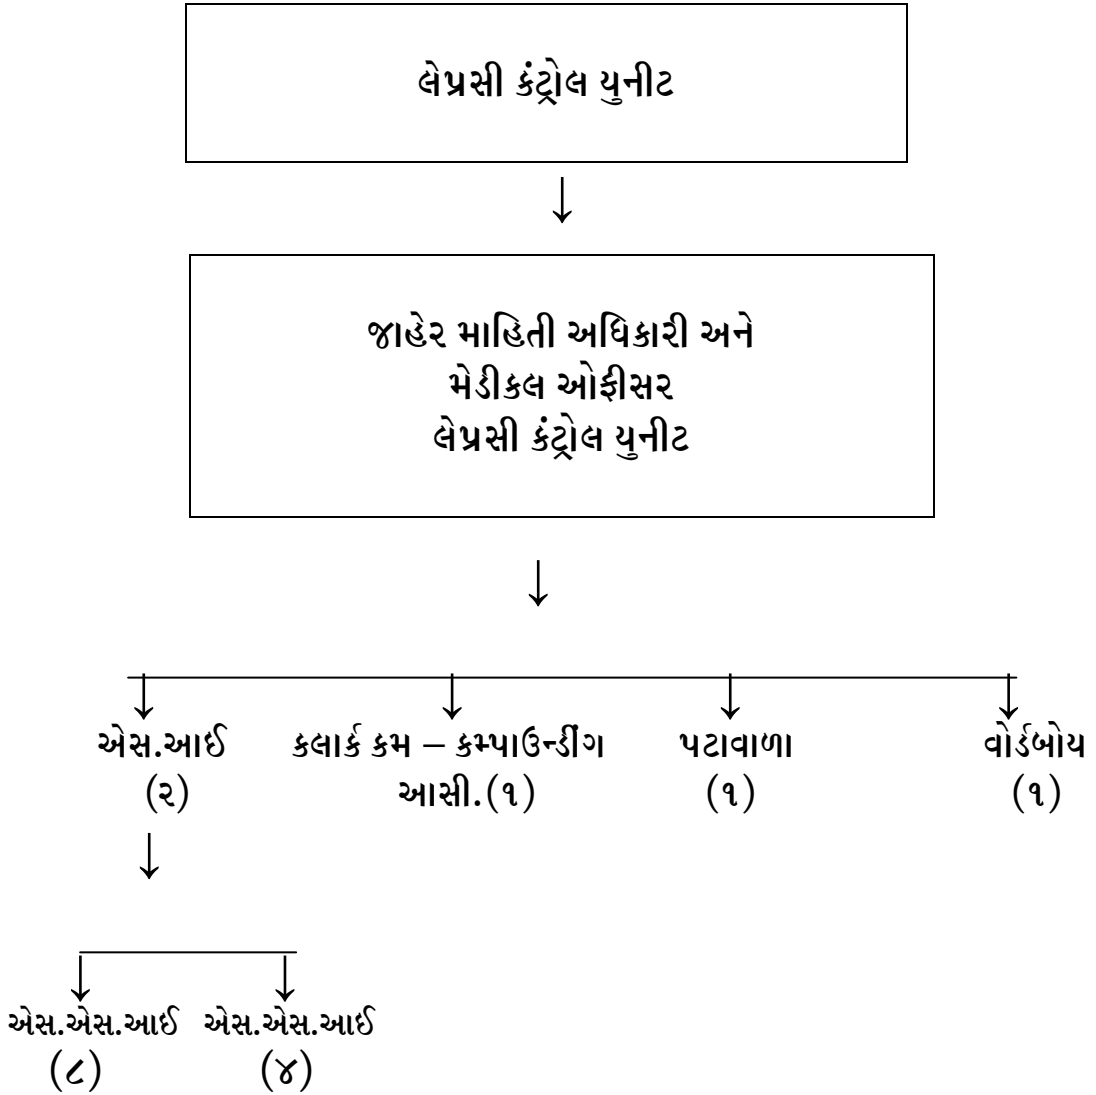 લેપ્રસી કંટ્રોલ યુનીટ
જાહેર માહિતી અધિકારી અને
મેડીકલ ઓફીસર
લેપ્રસી કંટ્રોલ યુનીટ
એસ.આઈ કલાર્ક કમ – કમ્પાઉન્ડીંગ પટાવાળા વોર્ડબોય
(૨) આસી.(૧) (૧) (૧)
એસ.એસ.આઈ એસ.એસ.આઈ
(૮) (૪)